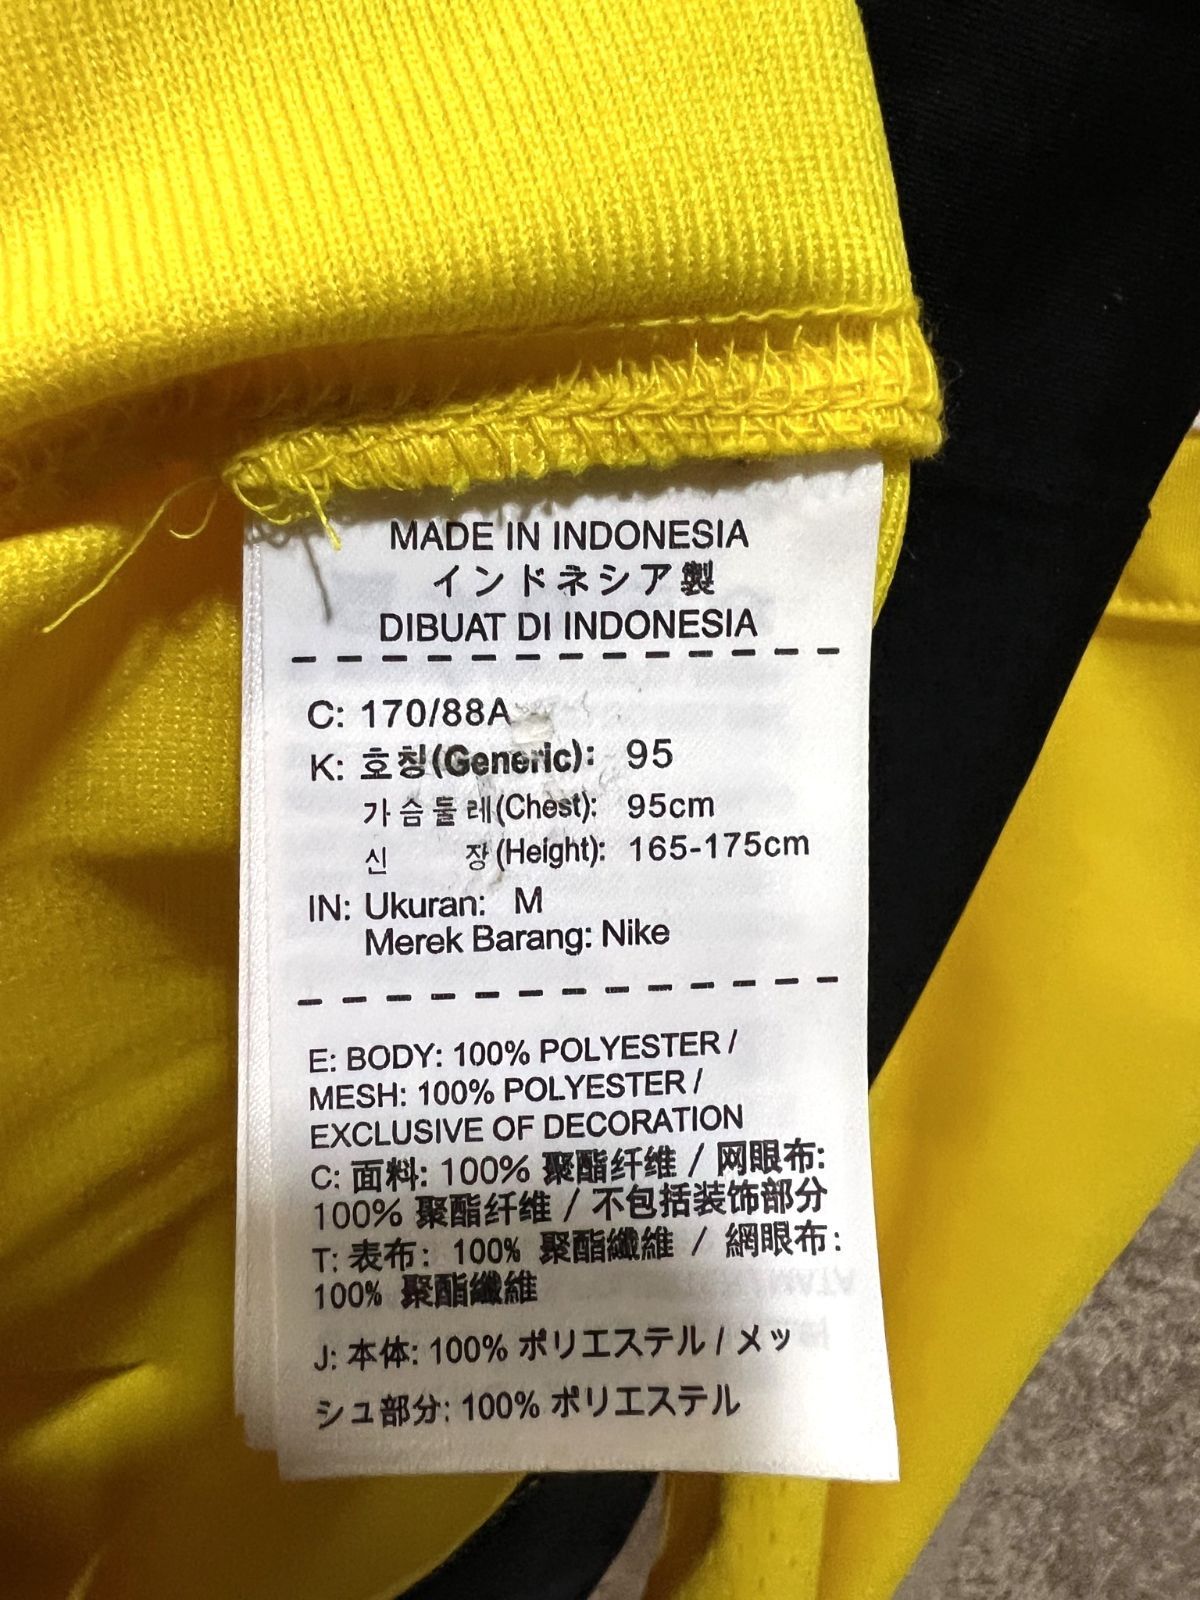 MADE IN INDONESIA
インドネシア製
DIBUAT DI INDONESIA
C: 170/88A
K: 호칭(Generic): 95
가슴둘레(Chest): 95cm
신 장(Height): 165-175cm
IN: Ukuran: M
Merek Barang: Nike
E: BODY: 100% POLYESTER /
MESH: 100% POLYESTER /
EXCLUSIVE OF DECORATION
C: 面料: 100% 聚酯纤维 / 网眼布:
100% 聚酯纤维 / 不包括装饰部分
T: 表布: 100% 聚酯纖維 / 網眼布:
100% 聚酯纖維
J: 本体: 100% ポリエステル / メッ
シュ部分: 100% ポリエステル